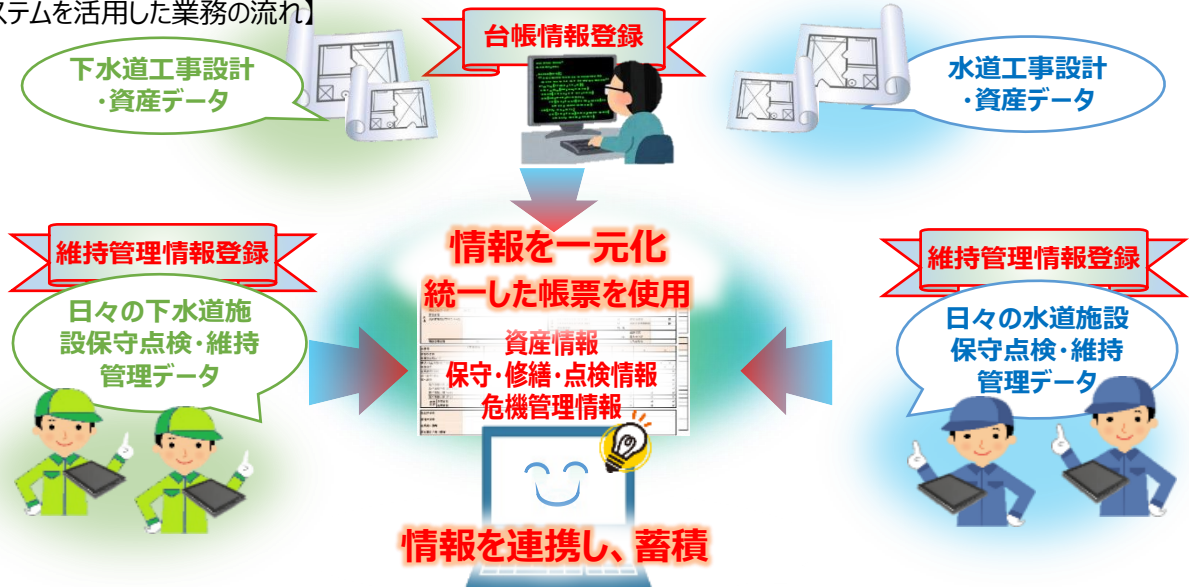 ステムを活用した業務の流れ】
台帳情報登録
下水道工事設計
・資産データ
水道工事設計
・資産データ
維持管理情報登録
日々の下水道施
設保守点検・維持
管理データ
情報を一元化
統一した帳票を使用
資産情報
保守・修繕・点検情報
危機管理情報
維持管理情報登録
日々の水道施設
保守点検・維持
管理データ
情報を連携し、蓄積